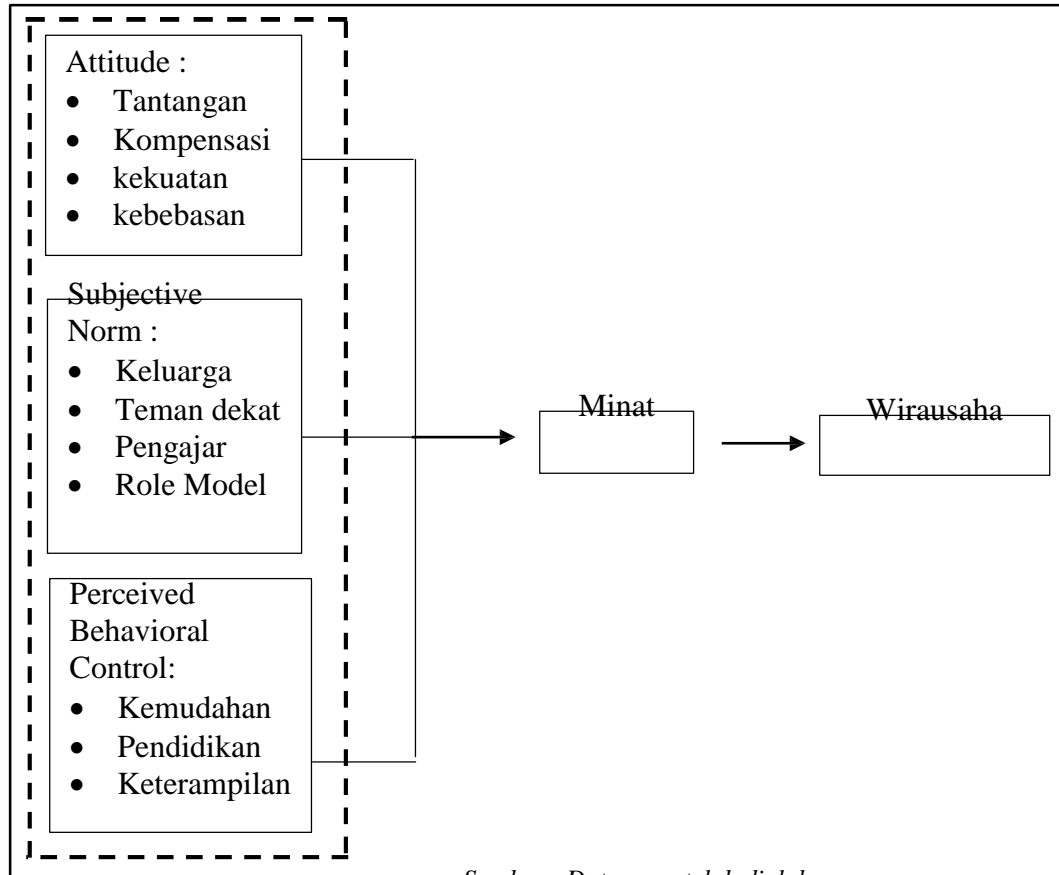 Attitude :
• Tantangan
• Kompensasi
• kekuatan
• kebebasan
Subjective
Norm :
• Keluarga
• Teman dekat
• Pengajar
• Role Model
Minat
Wirausaha
Perceived
Behavioral
Control:
• Kemudahan
• Pendidikan
• Keterampilan